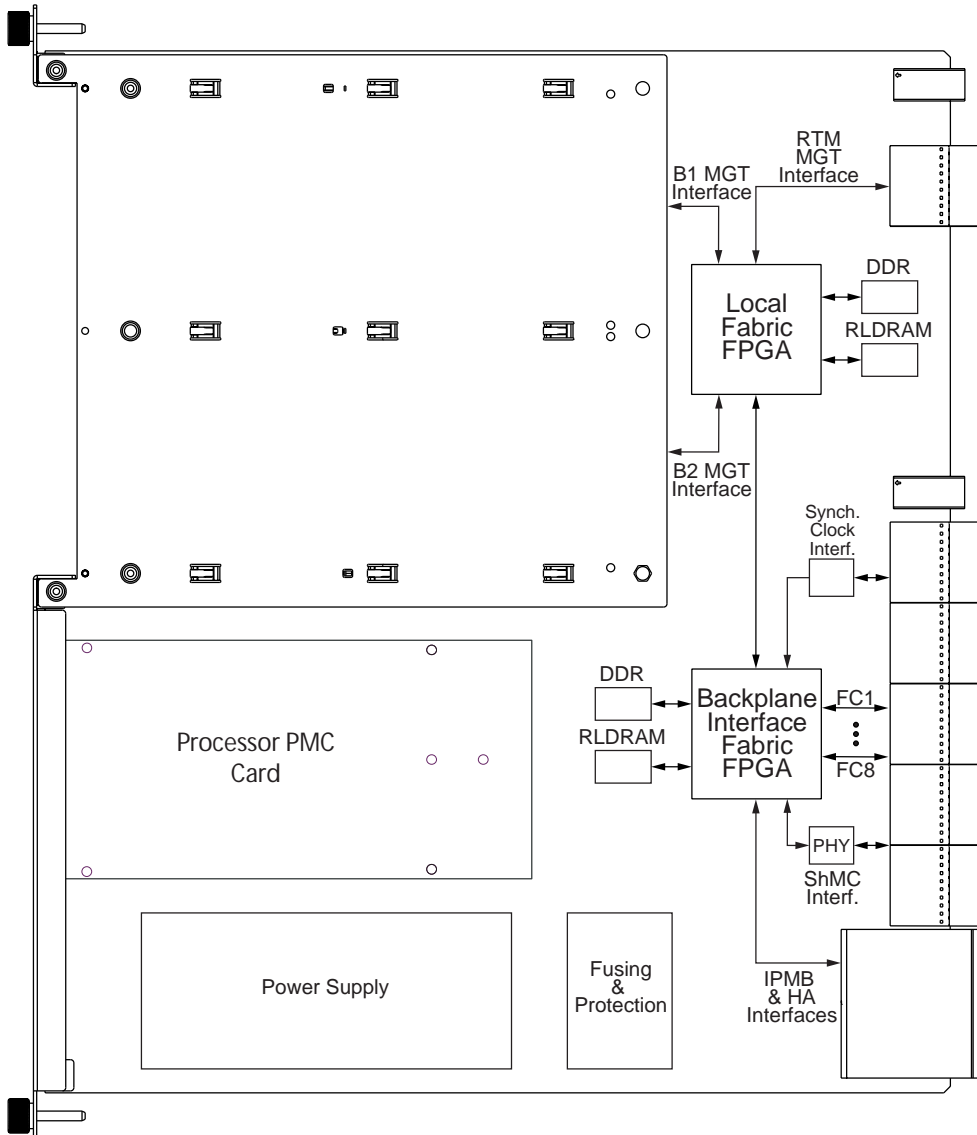 RTM
MGT
Interface
B1 MGT
Interface
DDR
Local
Fabric
FPGA
RLDRAM
B2 MGT
Interface
Synch.
Clock
Interf.
DDR
Backplane
Interface
Fabric
FPGA
FC1
RLDRAM
FC8
Processor PMC
Card
PHY
ShMC
Interf.
Power Supply
Fusing
&
Protection
IPMB
& HA
Interfaces